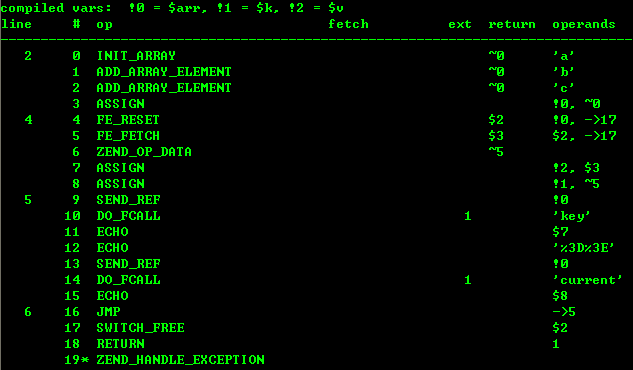 compiled vars:  !0 = $arr, !1 = $k, !2 = $v
line     #  op                           fetch          ext  return  operands
   2     0  INIT_ARRAY                                       ~0      'a'
         1  ADD_ARRAY_ELEMENT                                ~0      'b'
         2  ADD_ARRAY_ELEMENT                                ~0      'c'
         3  ASSIGN                                                   !0, ~0
   4     4  FE_RESET                                         $2      !0, ->17
         5  FE_FETCH                                         $3      $2, ->17
         6  ZEND_OP_DATA                                     ~5
         7  ASSIGN                                                   !2, $3
         8  ASSIGN                                                   !1, ~5
   5     9  SEND_REF                                                 !0
        10  DO_FCALL                                      1          'key'
        11  ECHO                                                     $7
        12  ECHO                                                     '%3D%3E'
        13  SEND_REF                                                 !0
        14  DO_FCALL                                      1          'current'
        15  ECHO                                                     $8
   6    16  JMP                                                      ->5
        17  SWITCH_FREE                                              $2
        18  RETURN                                                   1
        19* ZEND_HANDLE_EXCEPTION